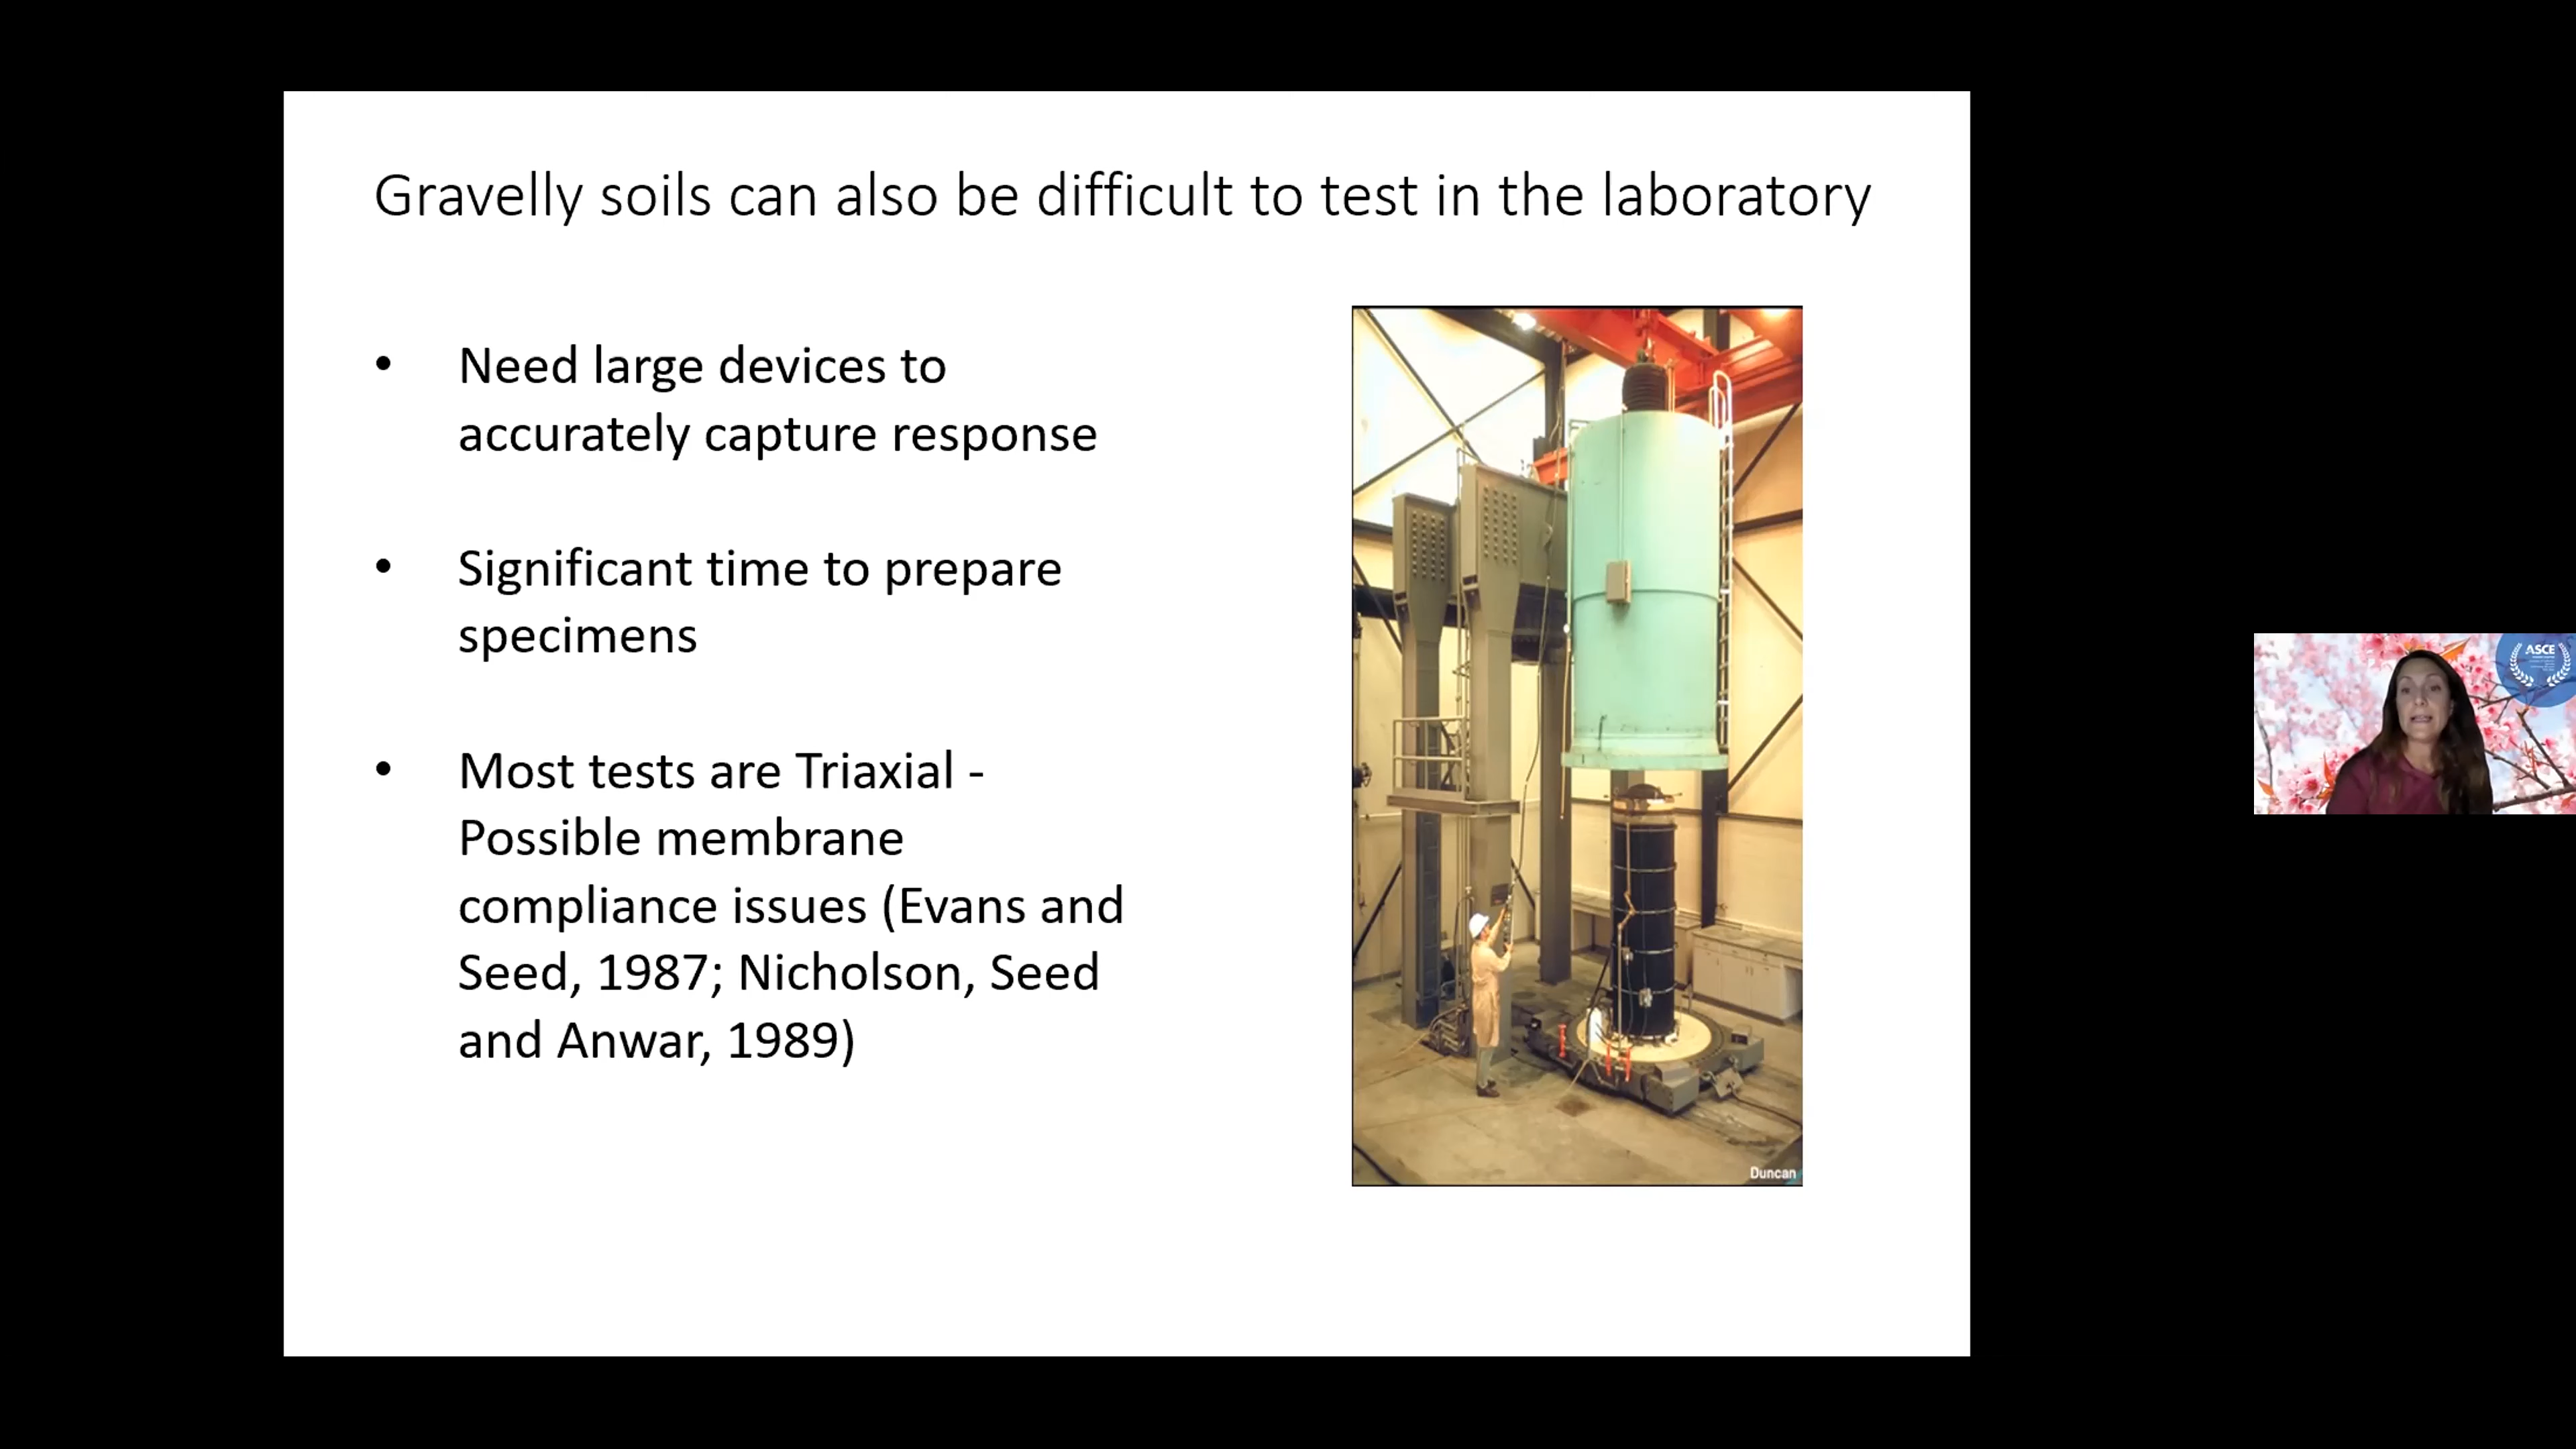 Gravelly soils can also be difficult to test in the laboratory
• Need large devices to
accurately capture response
• Significant time to prepare
specimens
• Most tests are Triaxial -
Possible membrane
compliance issues (Evans and
Seed, 1987; Nicholson, Seed
and Anwar, 1989)
Duncan
ASCE